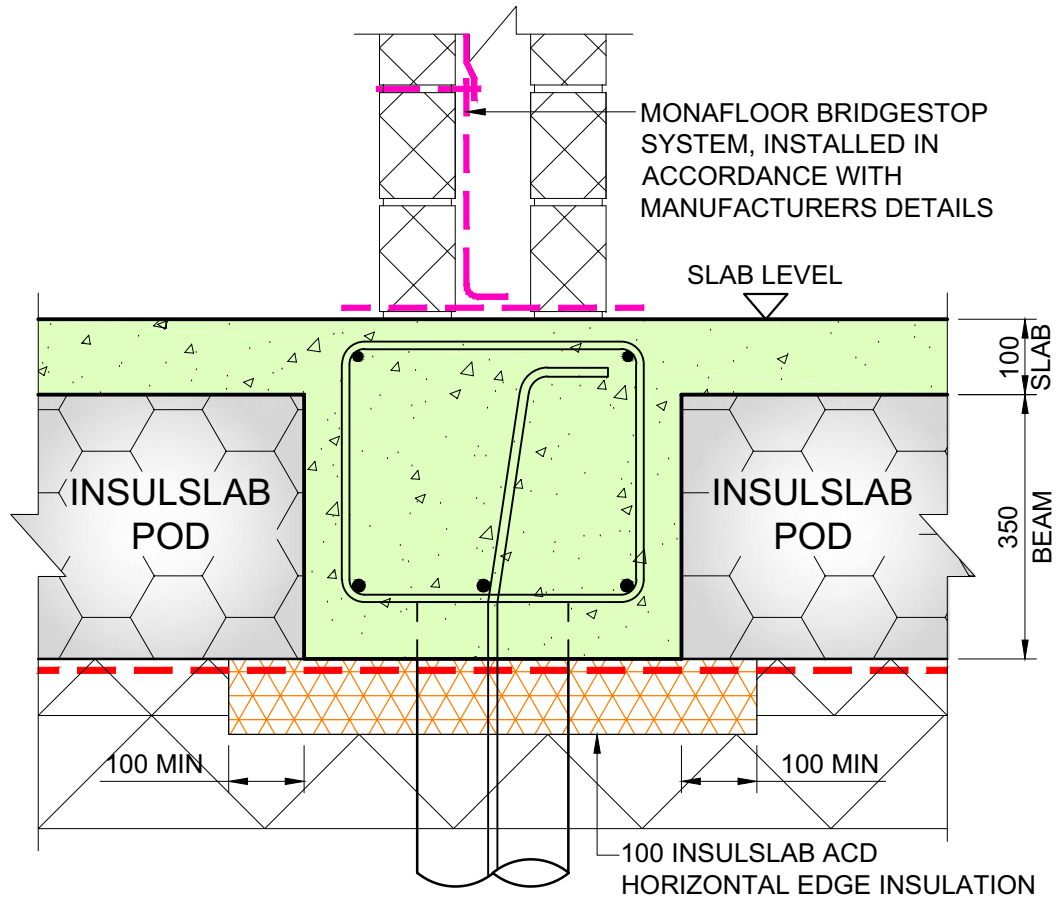 MONAFLOOR BRIDGESTOP
SYSTEM, INSTALLED IN
ACCORDANCE WITH
MANUFACTURERS DETAILS
SLAB LEVEL
100
SLAB
INSULSLAB
POD
INSULSLAB
POD
350
BEAM
100 MIN
100 MIN
100 INSULSLAB ACD
HORIZONTAL EDGE INSULATION